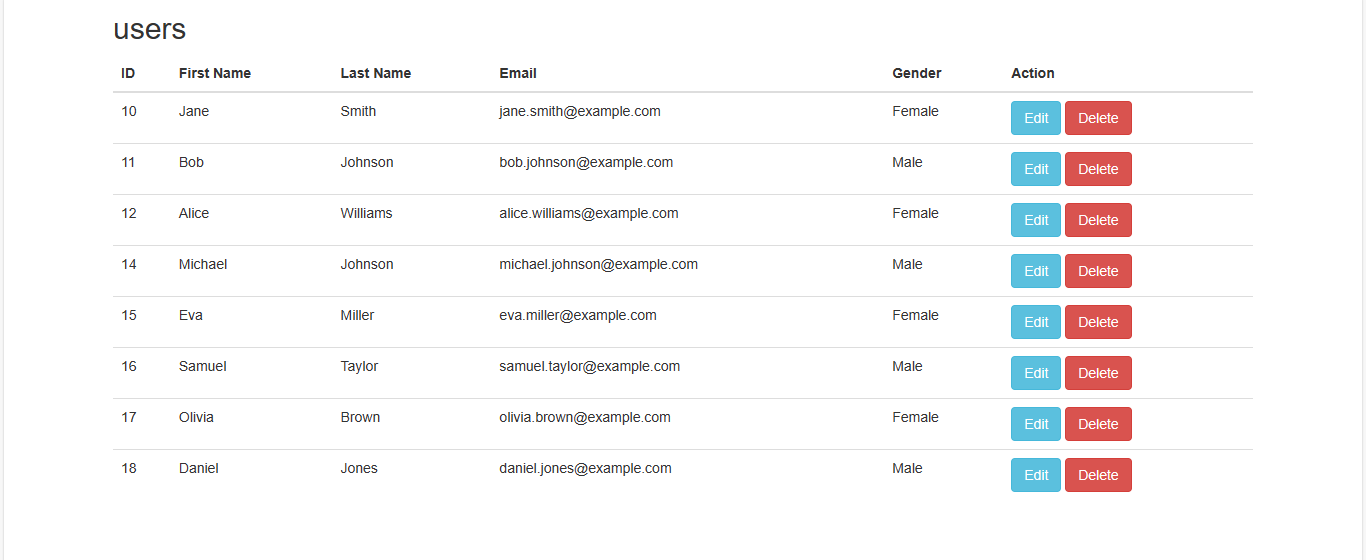 users
ID First Name Last Name Email Gender Action
10 Jane Smith jane.smith@example.com Female Edit Delete
11 Bob Johnson bob.johnson@example.com Male Edit Delete
12 Alice Williams alice.williams@example.com Female Edit Delete
14 Michael Johnson michael.johnson@example.com Male Edit Delete
15 Eva Miller eva.miller@example.com Female Edit Delete
16 Samuel Taylor samuel.taylor@example.com Male Edit Delete
17 Olivia Brown olivia.brown@example.com Female Edit Delete
18 Daniel Jones daniel.jones@example.com Male Edit Delete